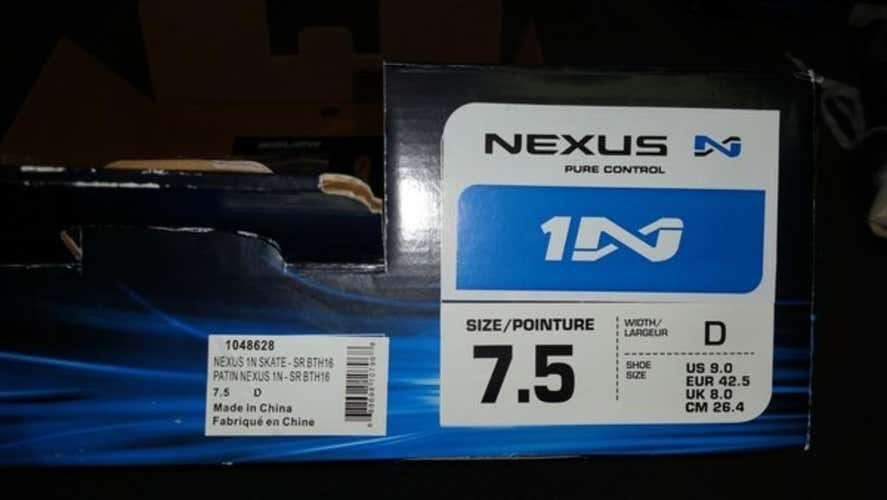 NEXUS N
PURE CONTROL
1N
SIZE/POINTURE
7.5
WIDTH/
LARGEUR
D
SHOE
SIZE
US 9.0
EUR 42.5
UK 8.0
CM 26.4
1048628
NEXUS 1N SKATE - SR BTH16
PATIN NEXUS 1N - SR BTH16
7.5 D
Made in China
Fabriqué en Chine